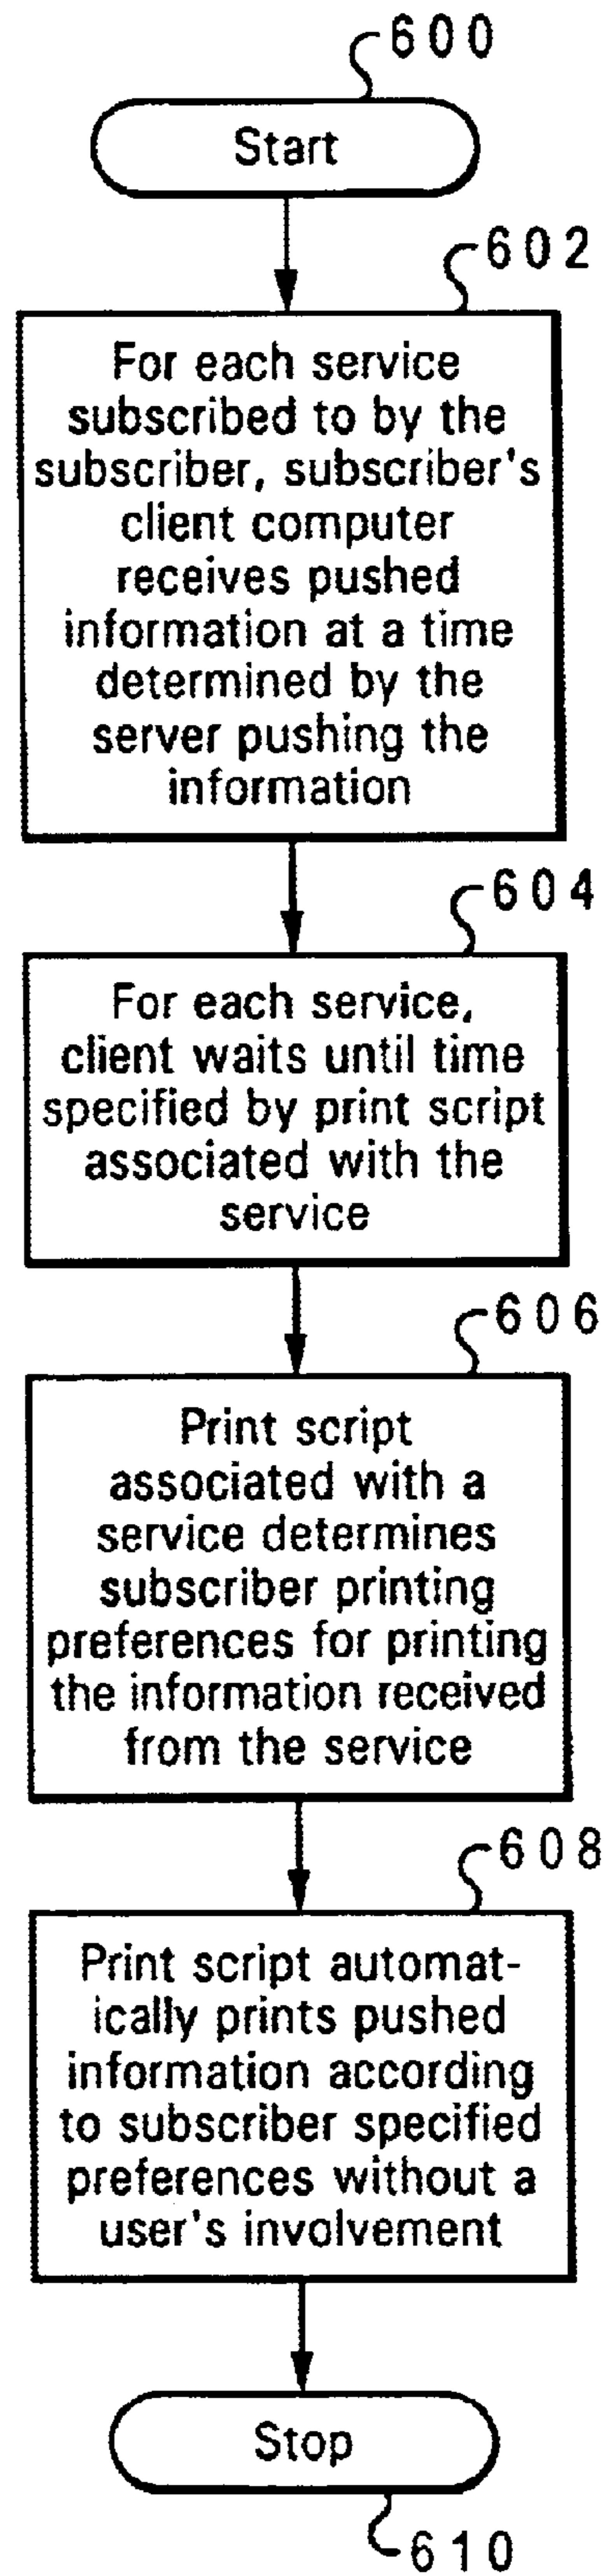 600
Start
602
For each service
subscribed to by the
subscriber, subscriber's
client computer
receives pushed
information at a time
determined by the
server pushing the
information
604
For each service,
client waits until time
specified by print script
associated with the
service
606
Print script
associated with a
service determines
subscriber printing
preferences for printing
the information received
from the service
608
Print script automat-
ically prints pushed
information according
to subscriber specified
preferences without a
user's involvement
Stop
610